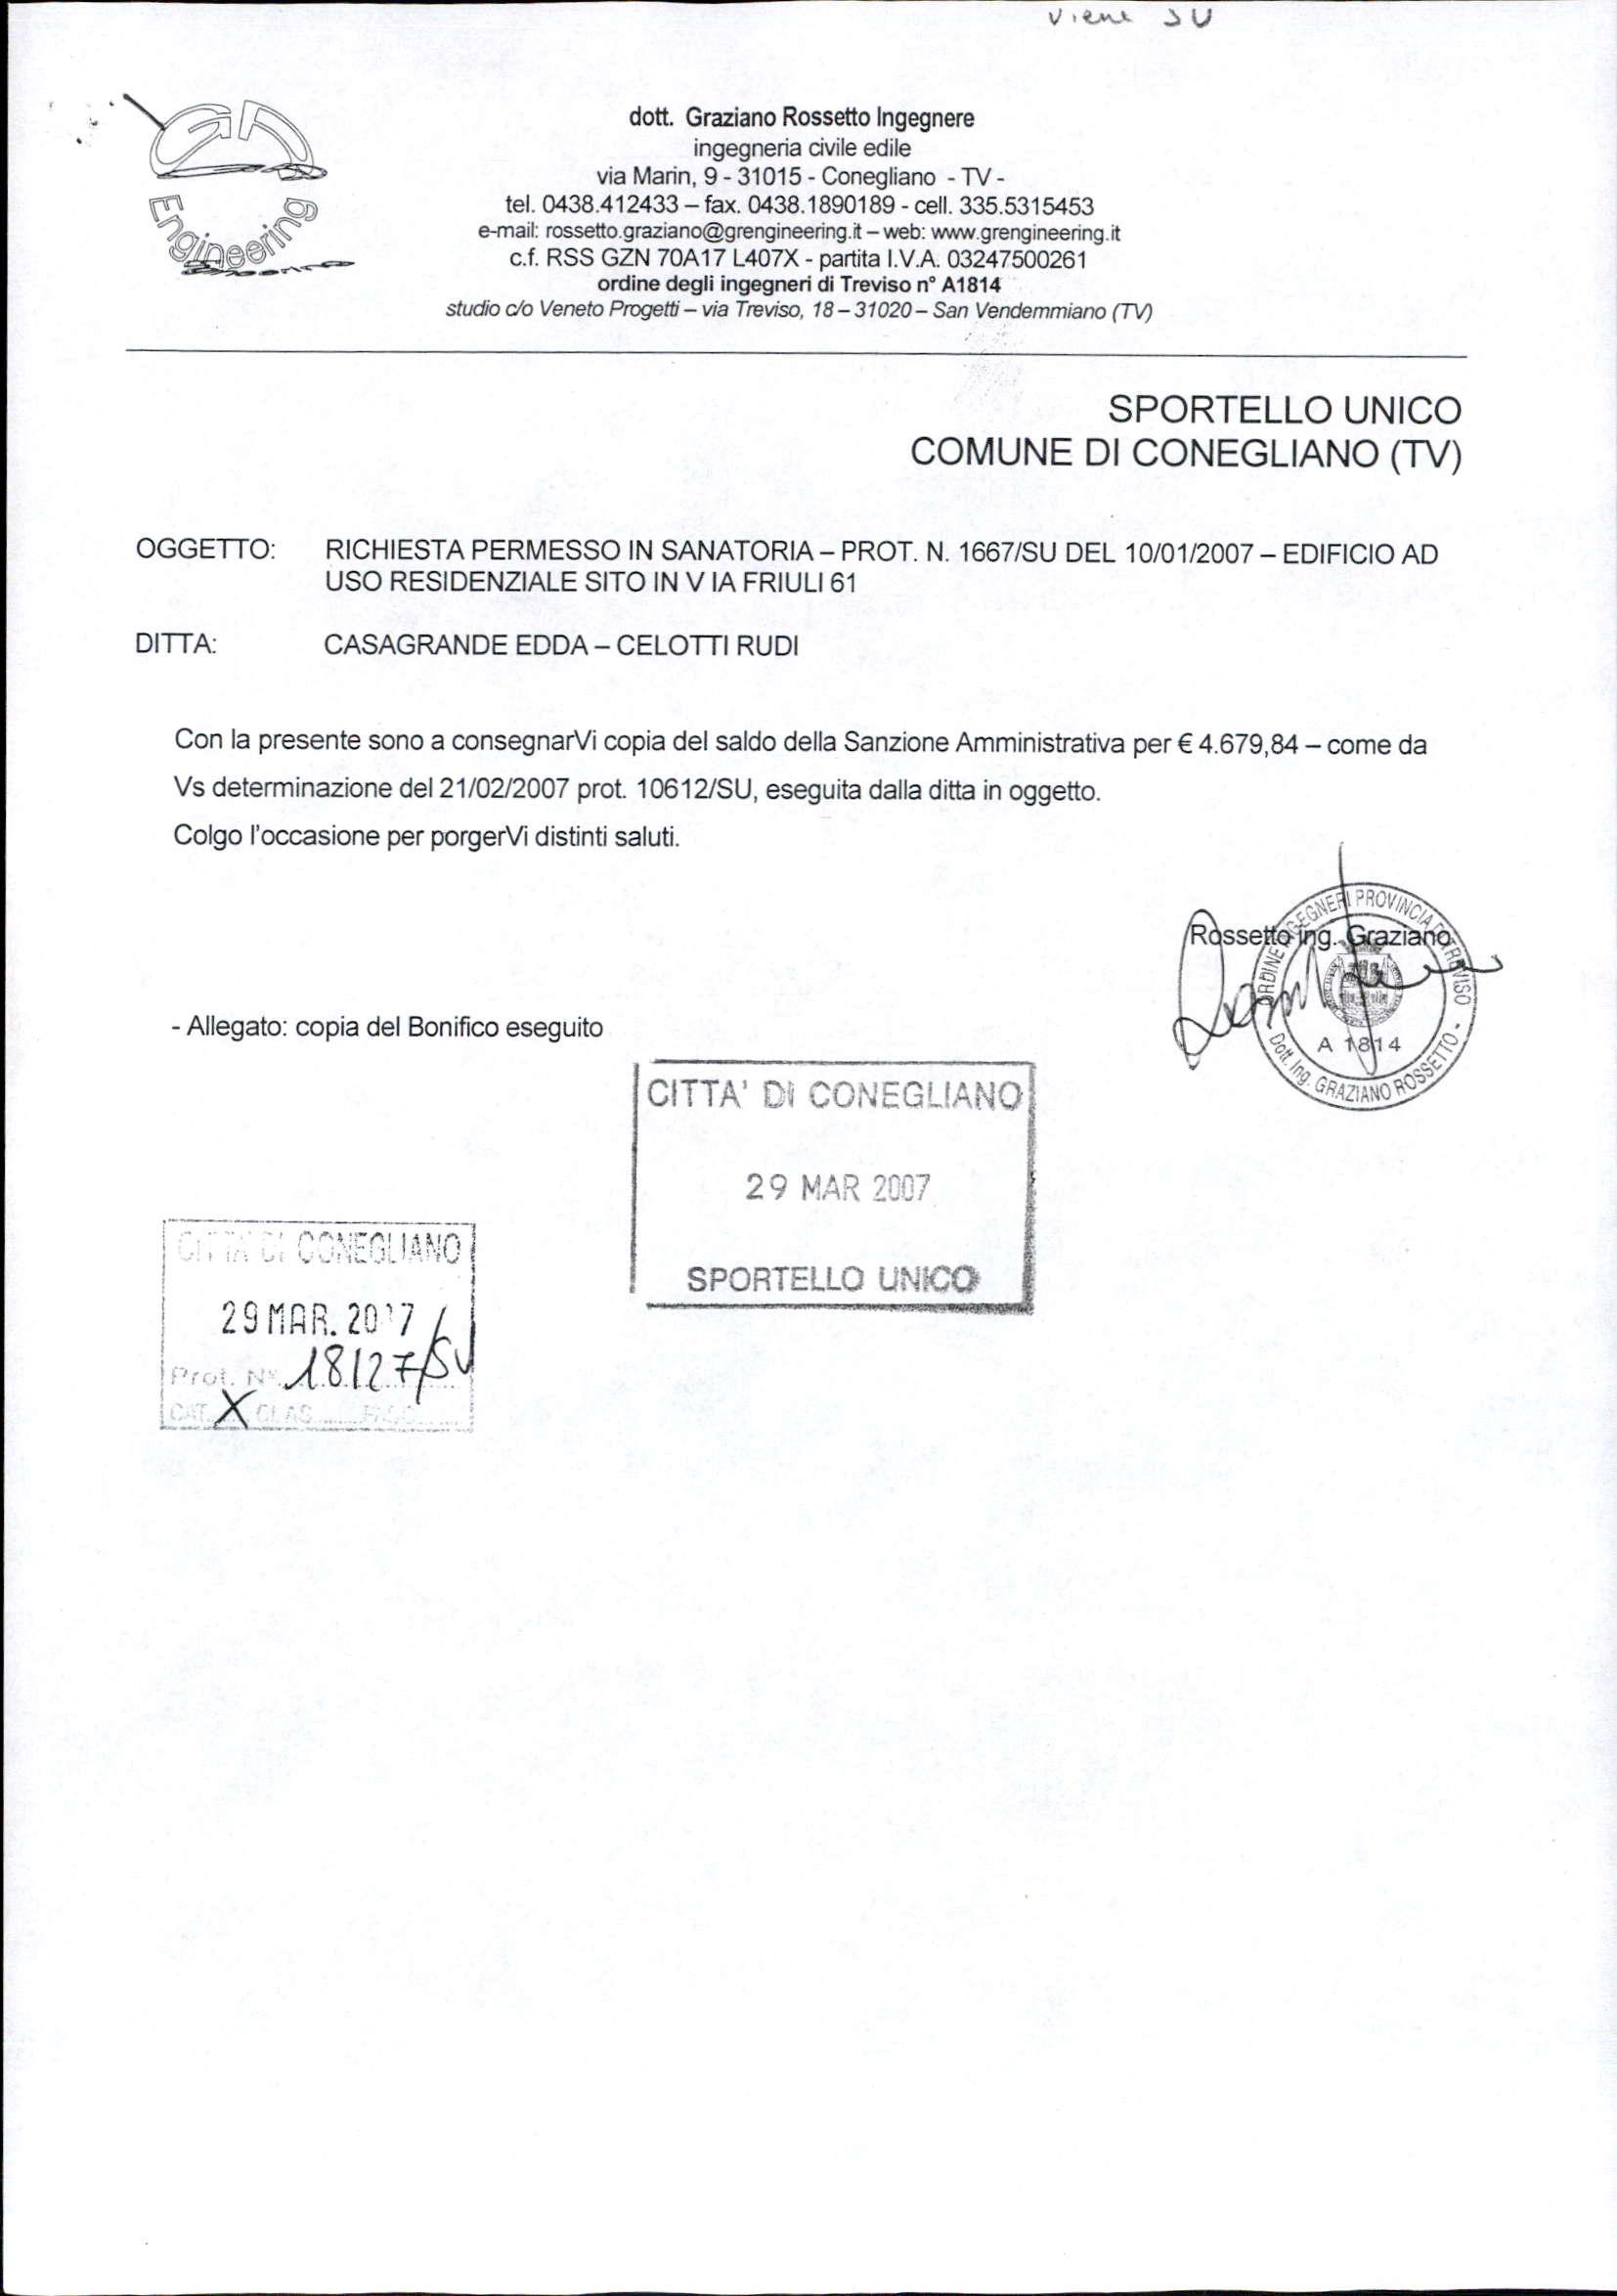 viene SU
GR
Engineering
dott. Graziano Rossetto Ingegnere
ingegneria civile edile
via Marin, 9 - 31015 - Conegliano - TV -
tel. 0438.412433 – fax. 0438.1890189 - cell. 335.5315453
e-mail: rossetto.graziano@grengineering.it – web: www.grengineering.it
c.f. RSS GZN 70A17 L407X - partita I.V.A. 03247500261
ordine degli ingegneri di Treviso n° A1814
studio c/o Veneto Progetti – via Treviso, 18 – 31020 – San Vendemmiano (TV)
SPORTELLO UNICO
COMUNE DI CONEGLIANO (TV)
OGGETTO: RICHIESTA PERMESSO IN SANATORIA – PROT. N. 1667/SU DEL 10/01/2007 – EDIFICIO AD
USO RESIDENZIALE SITO IN V IA FRIULI 61
DITTA: CASAGRANDE EDDA – CELOTTI RUDI
Con la presente sono a consegnarVi copia del saldo della Sanzione Amministrativa per € 4.679,84 – come da
Vs determinazione del 21/02/2007 prot. 10612/SU, eseguita dalla ditta in oggetto.
Colgo l'occasione per porgerVi distinti saluti.
Rossetto ing. Graziano
ORDINE INGEGNERI PROVINCIA DI TREVISO
A 1814
Dott. Ing. GRAZIANO ROSSETTO
- Allegato: copia del Bonifico eseguito
CITTA' DI CONEGLIANO
29 MAR 2007
SPORTELLO UNICO
CITTA' DI CONEGLIANO
29 MAR. 2007
Prot. N° 18127/SU
CAT. X CLAS.